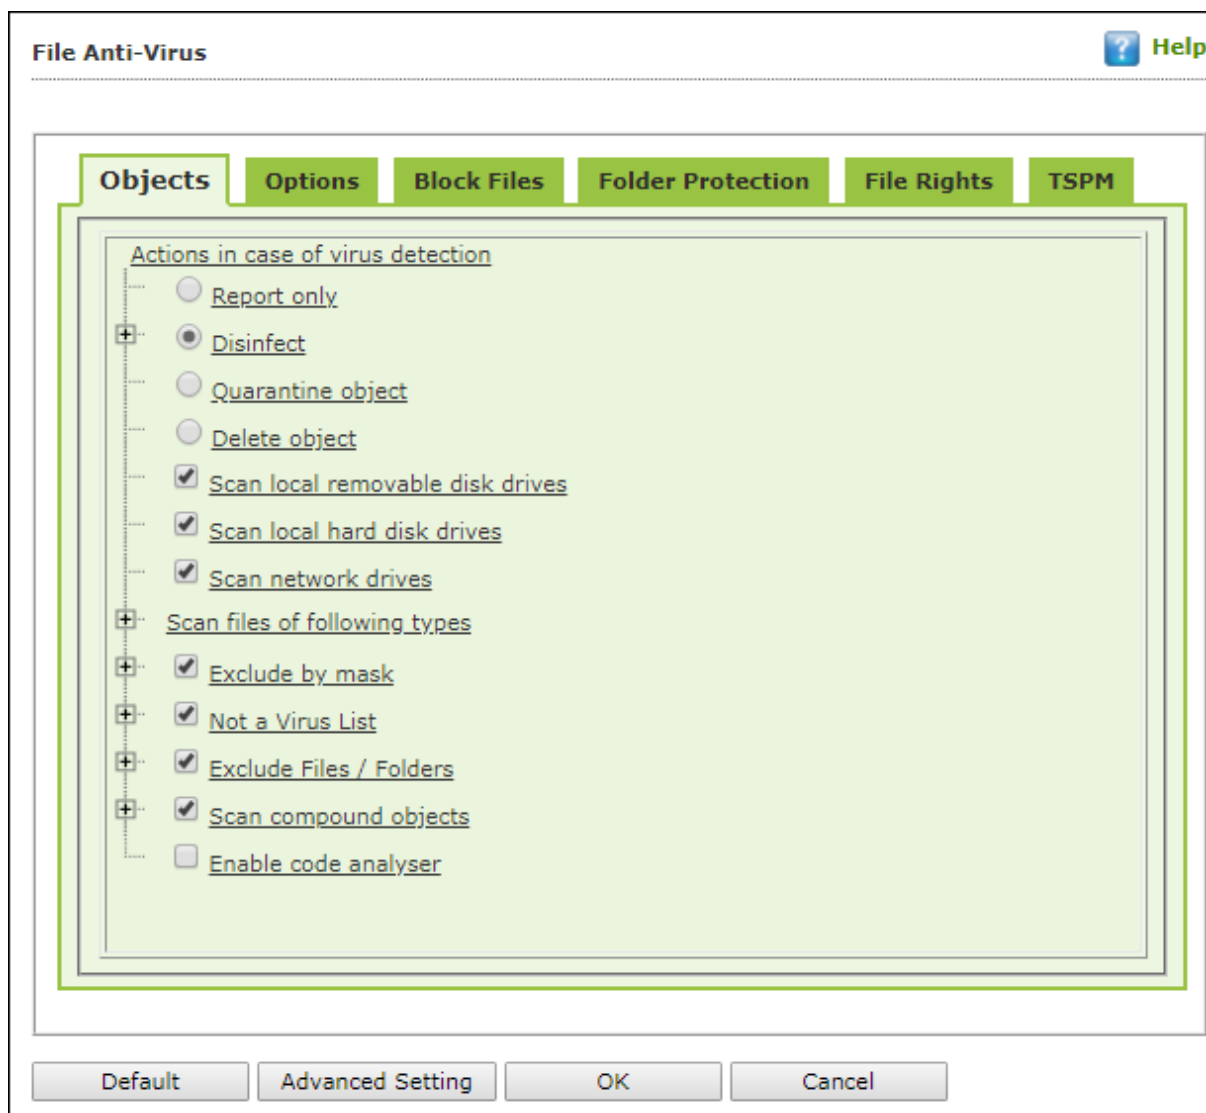 File Anti-Virus
Help
Objects Options Block Files Folder Protection File Rights TSPM
Actions in case of virus detection
Report only
Disinfect
Quarantine object
Delete object
Scan local removable disk drives
Scan local hard disk drives
Scan network drives
Scan files of following types
Exclude by mask
Not a Virus List
Exclude Files / Folders
Scan compound objects
Enable code analyser
Default Advanced Setting OK Cancel